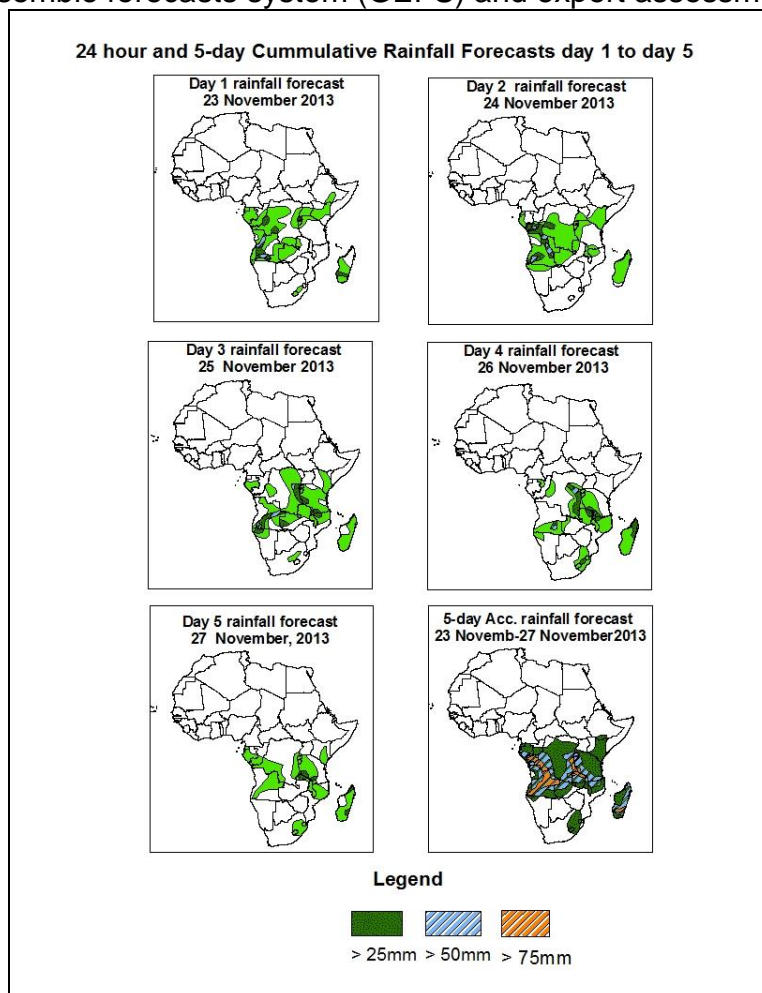 24 hour and 5-day Cummulative Rainfall Forecasts day 1 to day 5
Day 1 rainfall forecast
23 November 2013
Day 2 rainfall forecast
24 November 2013
Day 3 rainfall forecast
25 November 2013
Day 4 rainfall forecast
26 November 2013
Day 5 rainfall forecast
27 November, 2013
5-day Acc. rainfall forecast
23 Novemb-27 November2013
Legend
> 25mm > 50mm > 75mm